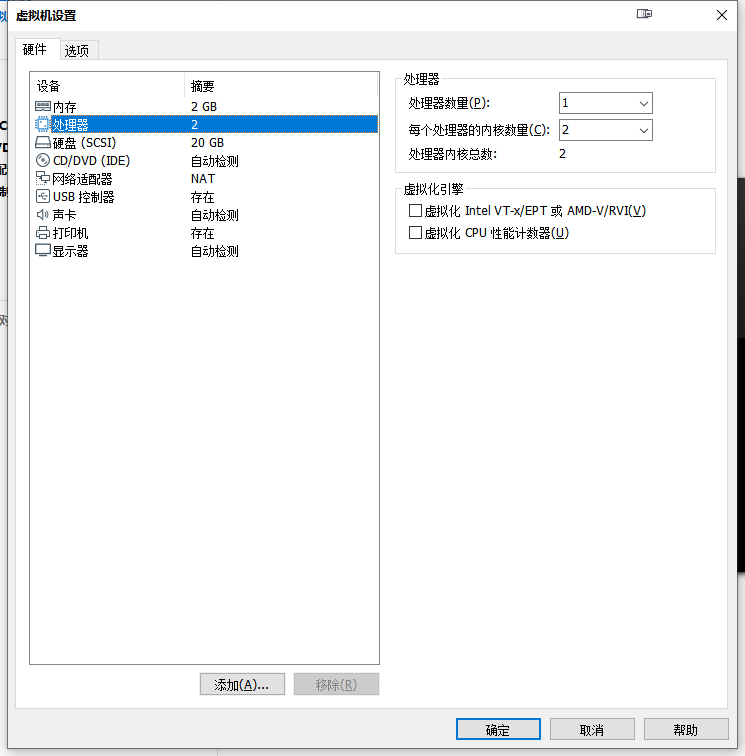 虚拟机设置
硬件 选项
设备 摘要
内存 2 GB
处理器 2
硬盘 (SCSI) 20 GB
CD/DVD (IDE) 自动检测
网络适配器 NAT
USB 控制器 存在
声卡 自动检测
打印机 存在
显示器 自动检测
添加(A)... 移除(R)
处理器
处理器数量(P): 1
每个处理器的内核数量(C): 2
处理器内核总数: 2
虚拟化引擎
虚拟化 Intel VT-x/EPT 或 AMD-V/RVI(V)
虚拟化 CPU 性能计数器(U)
确定 取消 帮助